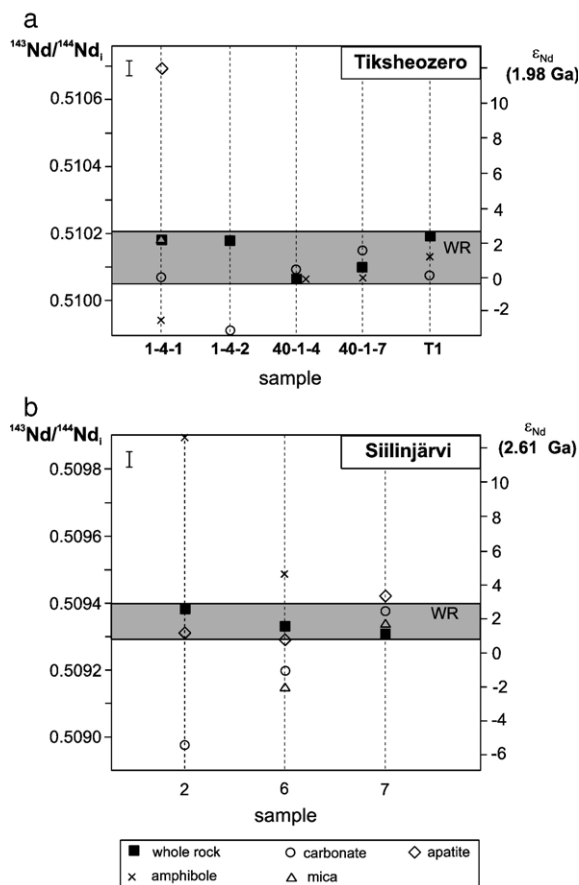 a
¹⁴³Nd/¹⁴⁴Ndᵢ
Tiksheozero
εNd
(1.98 Ga)
0.5106
0.5104
0.5102
0.5100
10
8
6
4
2
0
-2
WR
1-4-1 1-4-2 40-1-4 40-1-7 T1
sample
b
¹⁴³Nd/¹⁴⁴Ndᵢ
Siilinjärvi
εNd
(2.61 Ga)
0.5098
0.5096
0.5094
0.5092
0.5090
10
8
6
4
2
0
-2
-4
-6
WR
2 6 7
sample
whole rock carbonate apatite
amphibole mica